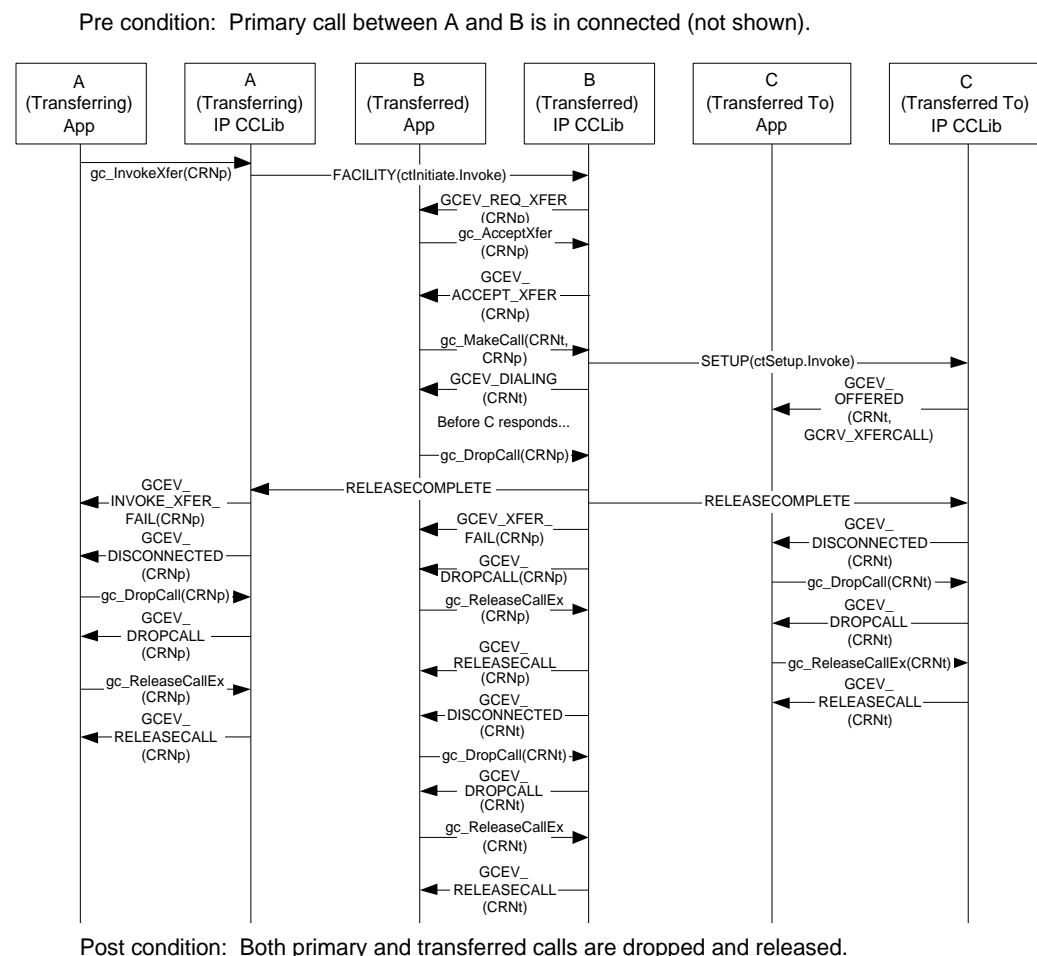 Pre condition: Primary call between A and B is in connected (not shown).
A
(Transferring)
App
A
(Transferring)
IP CCLib
B
(Transferred)
App
B
(Transferred)
IP CCLib
C
(Transferred To)
App
C
(Transferred To)
IP CCLib
gc_InvokeXfer(CRNp)
FACILITY(ctInitiate.Invoke)
GCEV_REQ_XFER
(CRNp)
gc_AcceptXfer
(CRNp)
GCEV_
ACCEPT_XFER
(CRNp)
gc_MakeCall(CRNt,
CRNp)
SETUP(ctSetup.Invoke)
GCEV_DIALING
(CRNt)
GCEV_
OFFERED
(CRNt,
GCRV_XFERCALL)
Before C responds...
gc_DropCall(CRNp)
RELEASECOMPLETE
RELEASECOMPLETE
GCEV_
INVOKE_XFER_
FAIL(CRNp)
GCEV_XFER_
FAIL(CRNp)
GCEV_
DISCONNECTED
(CRNt)
GCEV_
DISCONNECTED
(CRNp)
GCEV_
DROPCALL(CRNp)
gc_DropCall(CRNt)
gc_DropCall(CRNp)
gc_ReleaseCallEx
(CRNp)
GCEV_
DROPCALL
(CRNt)
GCEV_
DROPCALL
(CRNp)
GCEV_
RELEASECALL
(CRNp)
gc_ReleaseCallEx(CRNt)
gc_ReleaseCallEx
(CRNp)
GCEV_
RELEASECALL
(CRNt)
GCEV_
DISCONNECTED
(CRNt)
GCEV_
RELEASECALL
(CRNp)
gc_DropCall(CRNt)
GCEV_
DROPCALL
(CRNt)
gc_ReleaseCallEx
(CRNt)
GCEV_
RELEASECALL
(CRNt)
Post condition: Both primary and transferred calls are dropped and released.